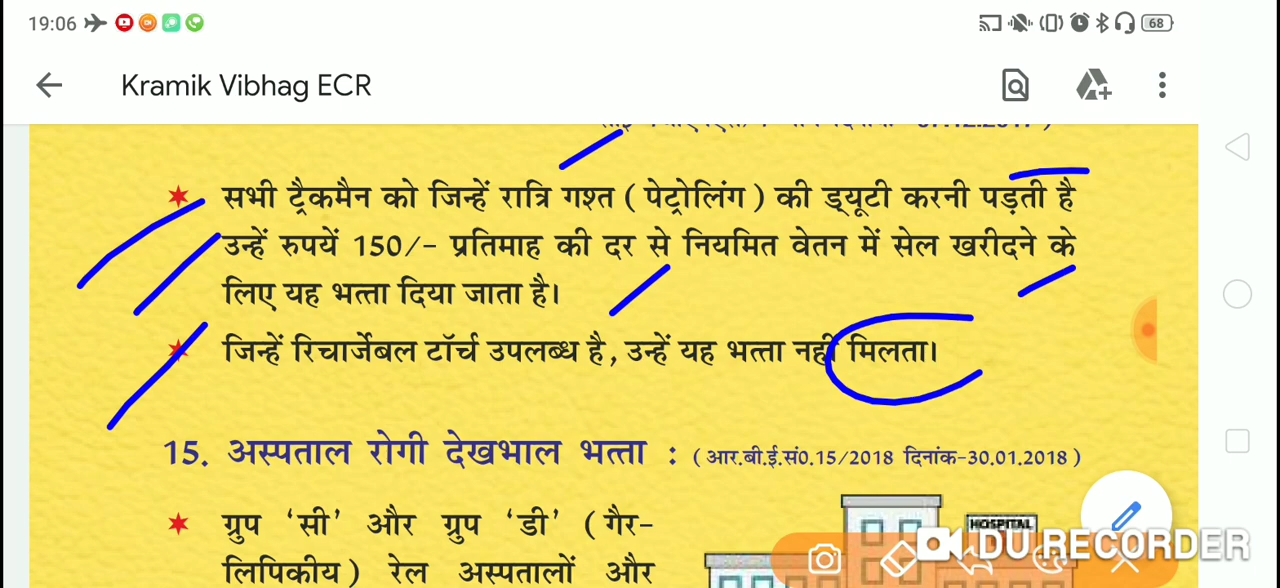 19:06
68
Kramik Vibhag ECR
सभी ट्रैकमैन को जिन्हें रात्रि गश्त ( पेट्रोलिंग ) की ड्यूटी करनी पड़ती है
उन्हें रुपयें 150/- प्रतिमाह की दर से नियमित वेतन में सेल खरीदने के
लिए यह भत्ता दिया जाता है।
जिन्हें रिचार्जेबल टॉर्च उपलब्ध है, उन्हें यह भत्ता नहीं मिलता।
15. अस्पताल रोगी देखभाल भत्ता : ( आर.बी.ई.सं0.15/2018 दिनांक-30.01.2018 )
ग्रुप ‘सी’ और ग्रुप ‘डी’ ( गैर-
लिपिकीय ) रेल अस्पतालों और
HOSPITAL
DU RECORDER